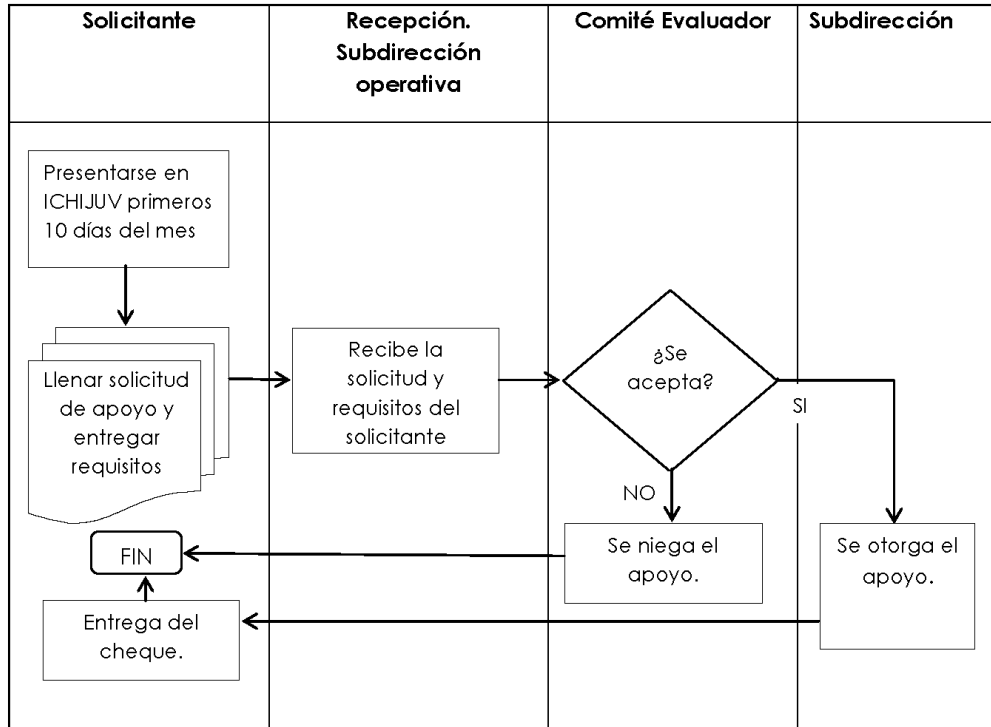 Solicitante
Recepción.
Subdirección
operativa
Comité Evaluador
Subdirección
Presentarse en
ICHIJUV primeros
10 días del mes
Llenar solicitud
de apoyo y
entregar
requisitos
Recibe la
solicitud y
requisitos del
solicitante
¿Se
acepta?
SI
NO
Se niega el
apoyo.
Se otorga el
apoyo.
FIN
Entrega del
cheque.